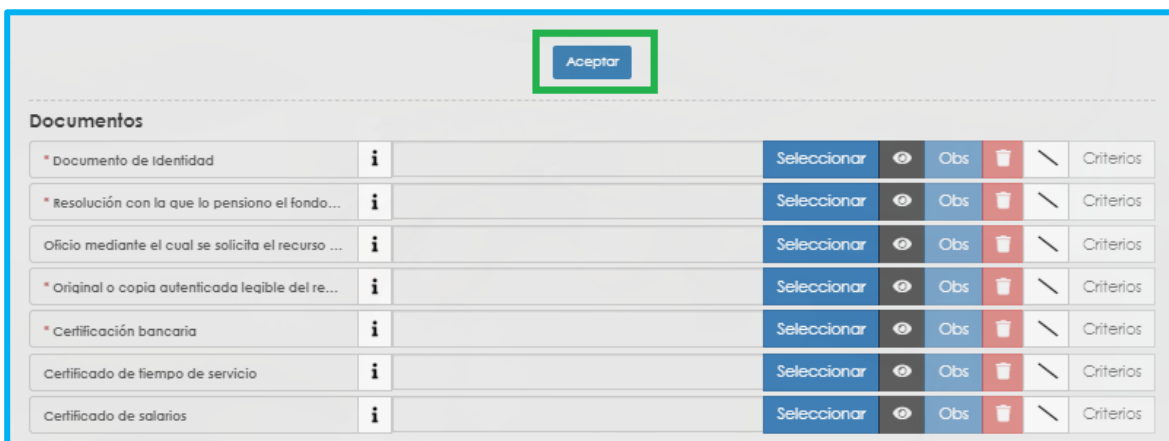 Aceptar
Documentos
* Documento de Identidad i Seleccionar Obs Criterios
* Resolución con la que lo pensiono el fondo... i Seleccionar Obs Criterios
Oficio mediante el cual se solicita el recurso ... i Seleccionar Obs Criterios
* Original o copia autenticada legible del re... i Seleccionar Obs Criterios
* Certificación bancaria i Seleccionar Obs Criterios
Certificado de tiempo de servicio i Seleccionar Obs Criterios
Certificado de salarios i Seleccionar Obs Criterios